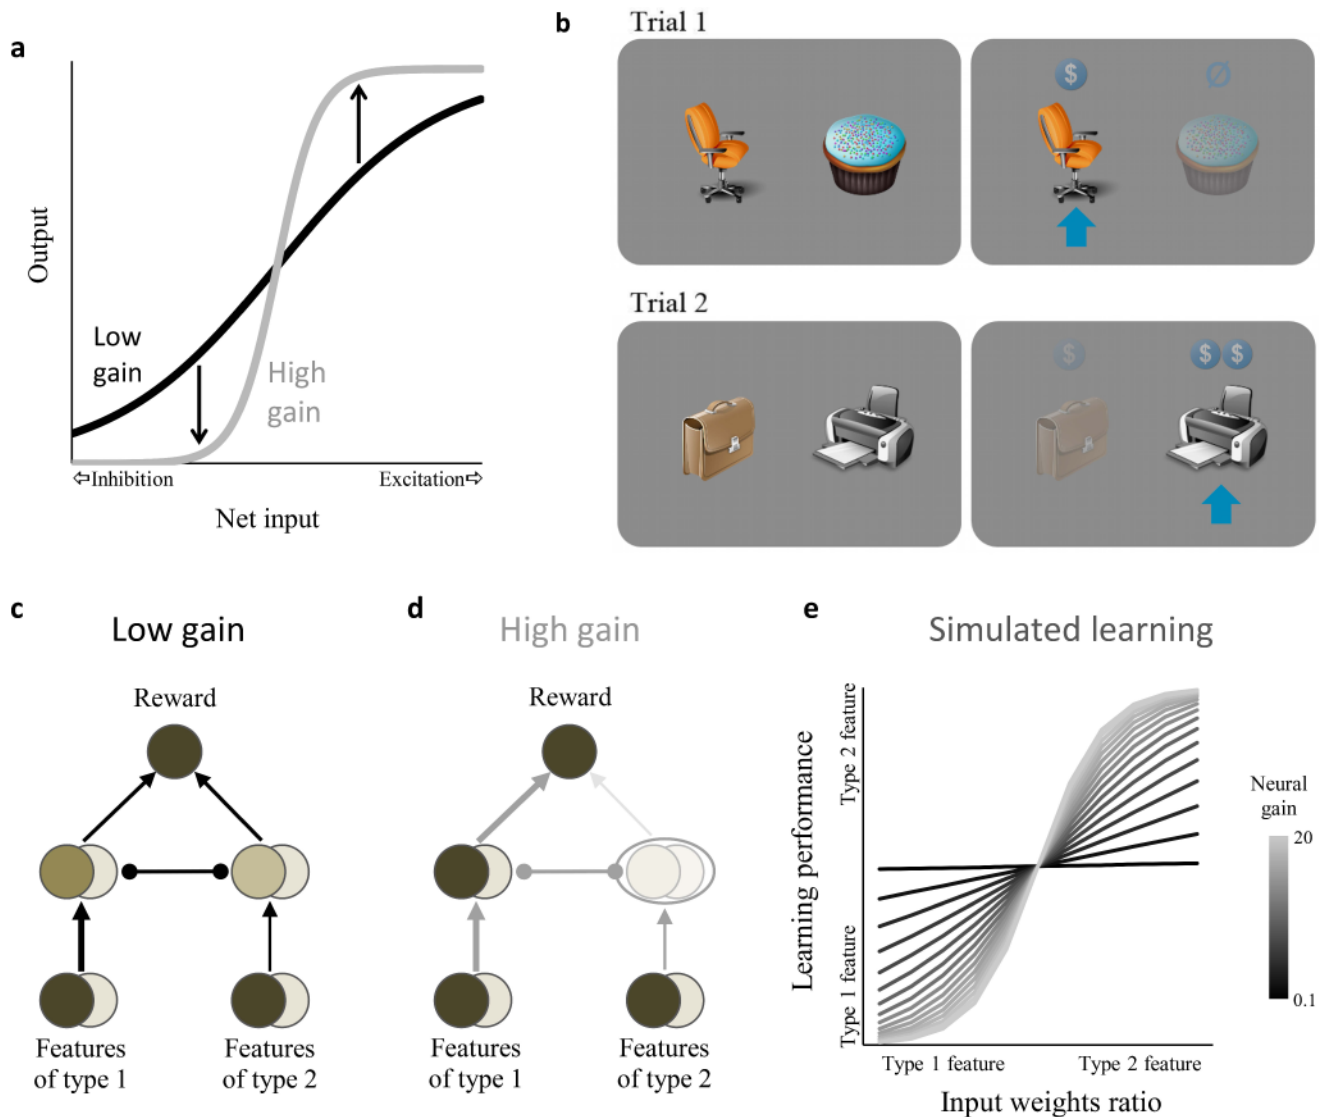 a
Output
Low
gain
High
gain
⇦Inhibition
Excitation⇨
Net input
b
Trial 1
$
Ø
Trial 2
$
$ $
c
Low gain
Reward
Features
of type 1
Features
of type 2
d
High gain
Reward
Features
of type 1
Features
of type 2
e
Simulated learning
Learning performance
Type 2 feature
Type 1 feature
Type 1 feature
Type 2 feature
Input weights ratio
Neural
gain
20
0.1